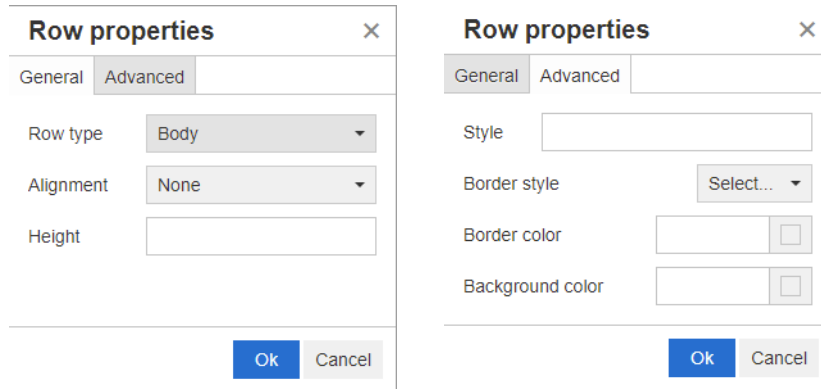 Row properties ×
General Advanced
Row type Body
Alignment None
Height
Ok Cancel
Row properties ×
General Advanced
Style
Border style Select...
Border color
Background color
Ok Cancel